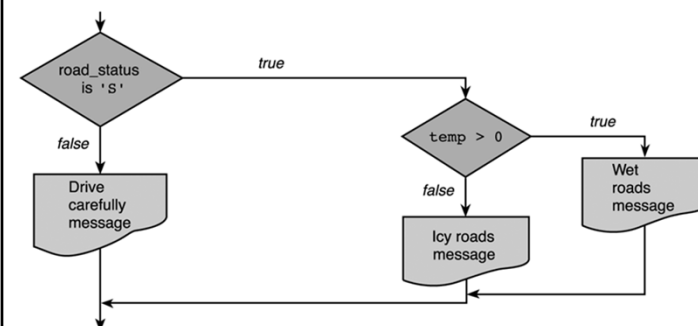 road_status
is 'S'
true
temp > 0
true
false
Drive
carefully
message
false
Icy roads
message
Wet
roads
message